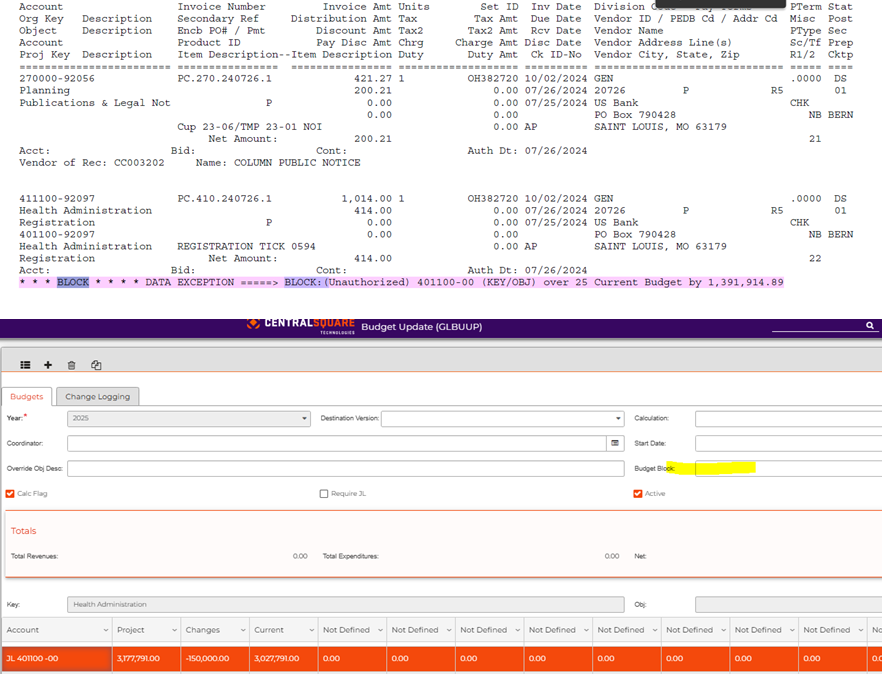 Account Invoice Number Invoice Amt Units Set ID Inv Date Division PTerm Stat
Org Key Description Secondary Ref Distribution Amt Tax Tax Amt Due Date Vendor ID / PEDB Cd / Addr Cd Misc Post
Object Description Encb PO# / Pmt Discount Amt Tax2 Tax2 Amt Rcv Date Vendor Name PType Sec
Account Product ID Pay Disc Amt Chrg Charge Amt Disc Date Vendor Address Line(s) Sc/Tf Prep
Proj Key Description Item Description--Item Description Duty Duty Amt Ck ID-No Vendor City, State, Zip R1/2 Cktp
270000-92056 PC.270.240726.1 421.27 1 OH382720 10/02/2024 GEN .0000 DS
Planning 200.21 0.00 07/26/2024 20726 P R5 01
Publications & Legal Not P 0.00 0.00 07/25/2024 US Bank CHK
0.00 0.00 PO Box 790428 NB BERN
Cup 23-06/TMP 23-01 NOI 0.00 AP SAINT LOUIS, MO 63179
Net Amount: 200.21 21
Acct: Bid: Cont: Auth Dt: 07/26/2024
Vendor of Rec: CC003202 Name: COLUMN PUBLIC NOTICE
411100-92097 PC.410.240726.1 1,014.00 1 OH382720 10/02/2024 GEN .0000 DS
Health Administration 414.00 0.00 07/26/2024 20726 P R5 01
Registration P 0.00 0.00 07/25/2024 US Bank CHK
401100-92097 0.00 0.00 PO Box 790428 NB BERN
Health Administration REGISTRATION TICK 0594 0.00 AP SAINT LOUIS, MO 63179
Registration Net Amount: 414.00 22
Acct: Bid: Cont: Auth Dt: 07/26/2024
* * * BLOCK * * * * DATA EXCEPTION =====> BLOCK:(Unauthorized) 401100-00 (KEY/OBJ) over 25 Current Budget by 1,391,914.89
CENTRALSQUARE TECHNOLOGIES Budget Update (GLBUUP)
Budgets Change Logging
Year:* 2025 Destination Version: Calculation:
Coordinator: Start Date:
Override Obj Desc: Budget Block:
Calc Flag Require JL Active
Totals
Total Revenues: 0.00 Total Expenditures: 0.00 Net:
Key: Health Administration Obj:
Account Project Changes Current Not Defined Not Defined Not Defined Not Defined Not Defined Not Defined Not Defined Not Defined No
JL 401100 -00 3,177,791.00 -150,000.00 3,027,791.00 0.00 0.00 0.00 0.00 0.00 0.00 0.00 0.00 0.0